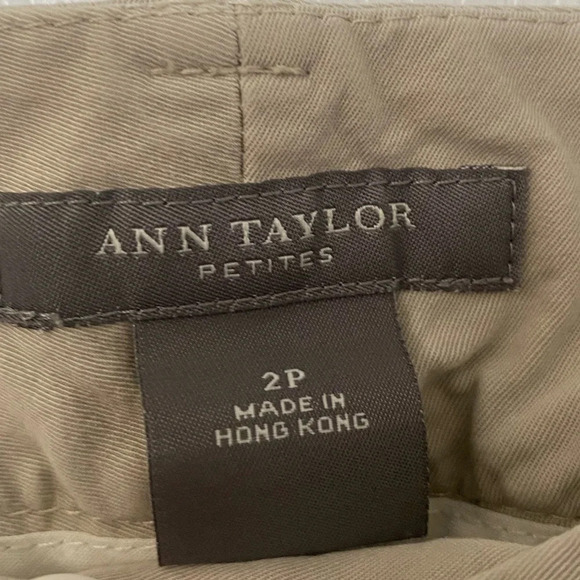 ANN TAYLOR
PETITES
2P
MADE IN
HONG KONG